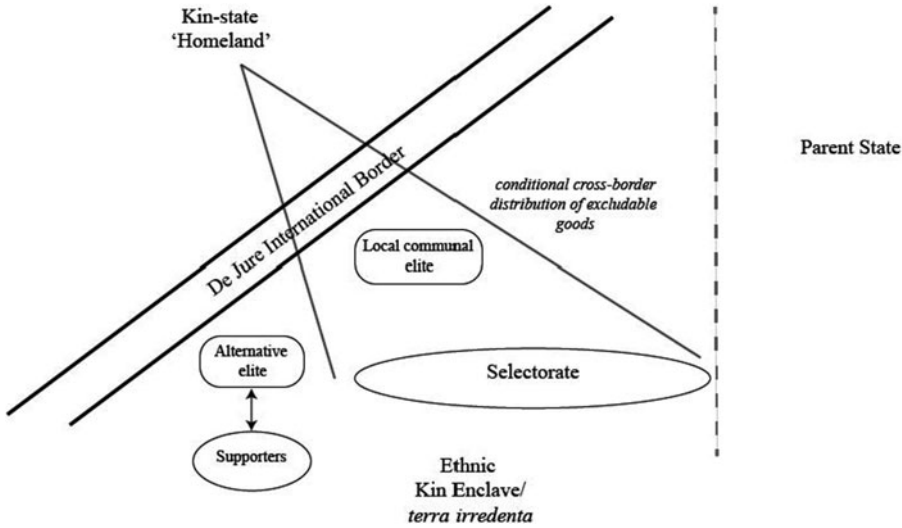 Kin-state
‘Homeland’
De Jure International Border
Parent State
conditional cross-border
distribution of excludable
goods
Local communal
elite
Alternative
elite
Selectorate
Supporters
Ethnic
Kin Enclave/
terra irredenta